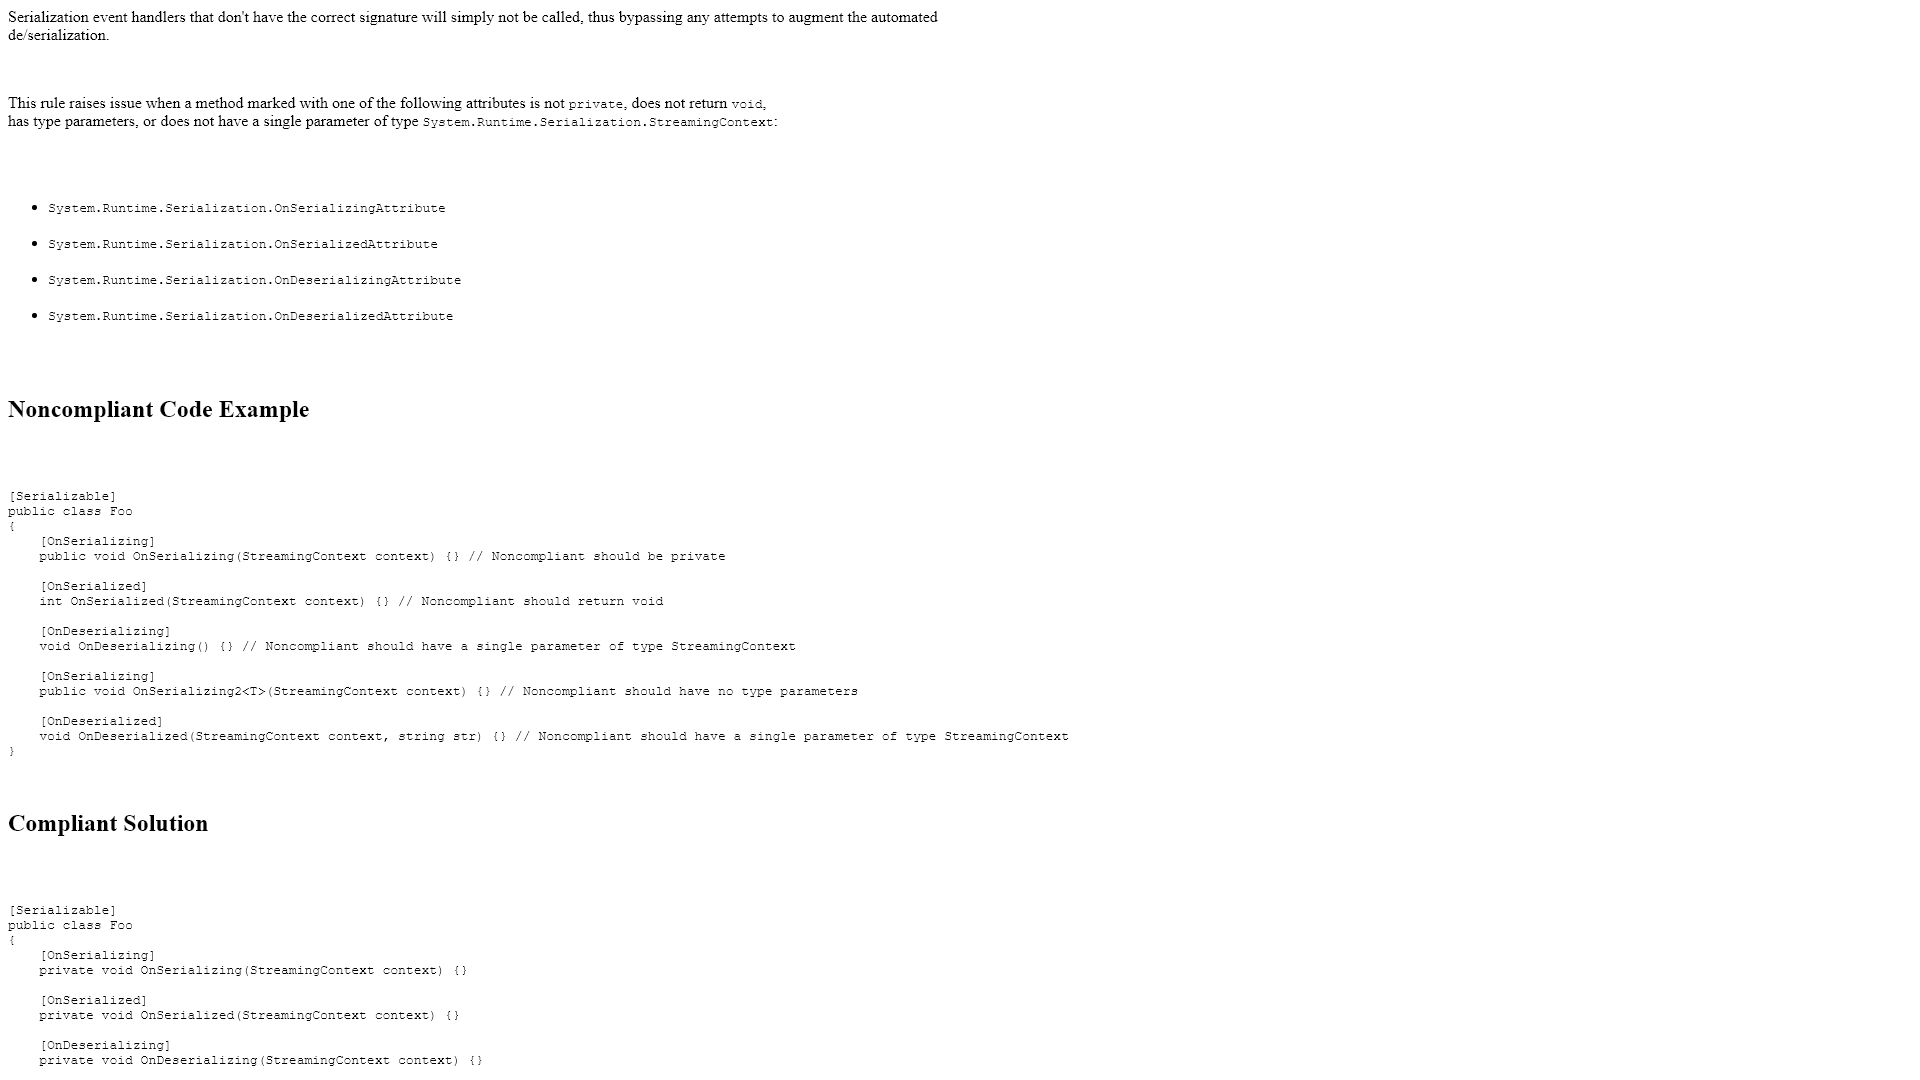 Serialization event handlers that don't have the correct signature will simply not be called, thus bypassing any attempts to augment the automated
de/serialization.
This rule raises issue when a method marked with one of the following attributes is not private, does not return void,
has type parameters, or does not have a single parameter of type System.Runtime.Serialization.StreamingContext:
• System.Runtime.Serialization.OnSerializingAttribute
• System.Runtime.Serialization.OnSerializedAttribute
• System.Runtime.Serialization.OnDeserializingAttribute
• System.Runtime.Serialization.OnDeserializedAttribute
Noncompliant Code Example
[Serializable]
public class Foo
{
    [OnSerializing]
    public void OnSerializing(StreamingContext context) {} // Noncompliant should be private
    [OnSerialized]
    int OnSerialized(StreamingContext context) {} // Noncompliant should return void
    [OnDeserializing]
    void OnDeserializing() {} // Noncompliant should have a single parameter of type StreamingContext
    [OnSerializing]
    public void OnSerializing2<T>(StreamingContext context) {} // Noncompliant should have no type parameters
    [OnDeserialized]
    void OnDeserialized(StreamingContext context, string str) {} // Noncompliant should have a single parameter of type StreamingContext
}
Compliant Solution
[Serializable]
public class Foo
{
    [OnSerializing]
    private void OnSerializing(StreamingContext context) {}
    [OnSerialized]
    private void OnSerialized(StreamingContext context) {}
    [OnDeserializing]
    private void OnDeserializing(StreamingContext context) {}